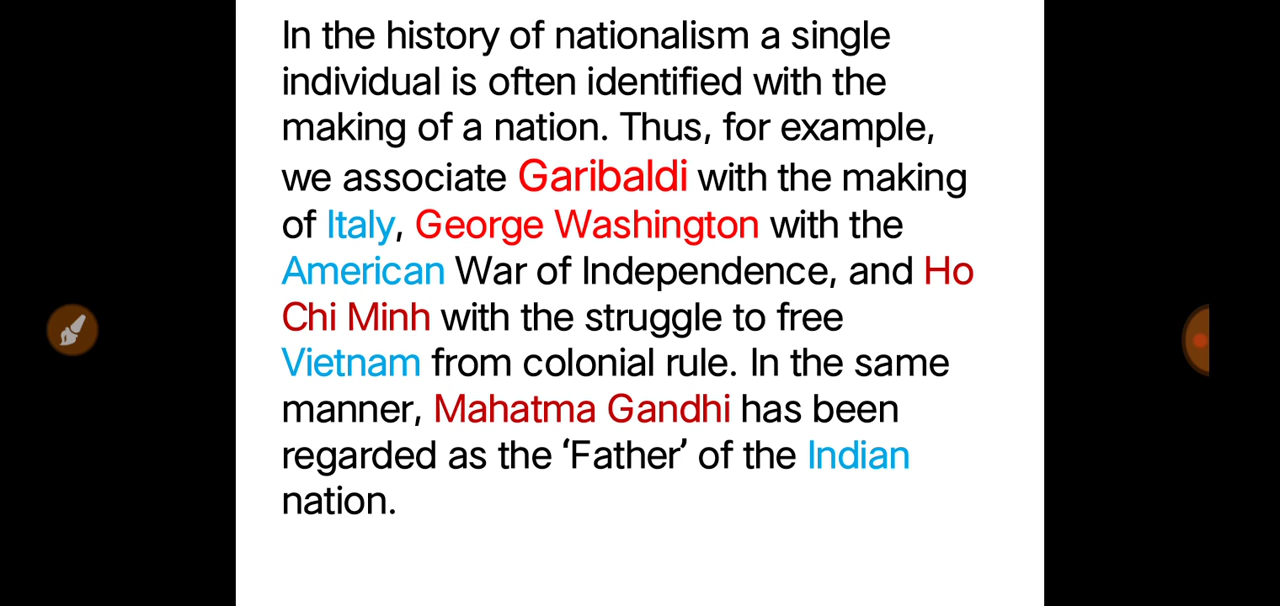 In the history of nationalism a single
individual is often identified with the
making of a nation. Thus, for example,
we associate Garibaldi with the making
of Italy, George Washington with the
American War of Independence, and Ho
Chi Minh with the struggle to free
Vietnam from colonial rule. In the same
manner, Mahatma Gandhi has been
regarded as the ‘Father’ of the Indian
nation.